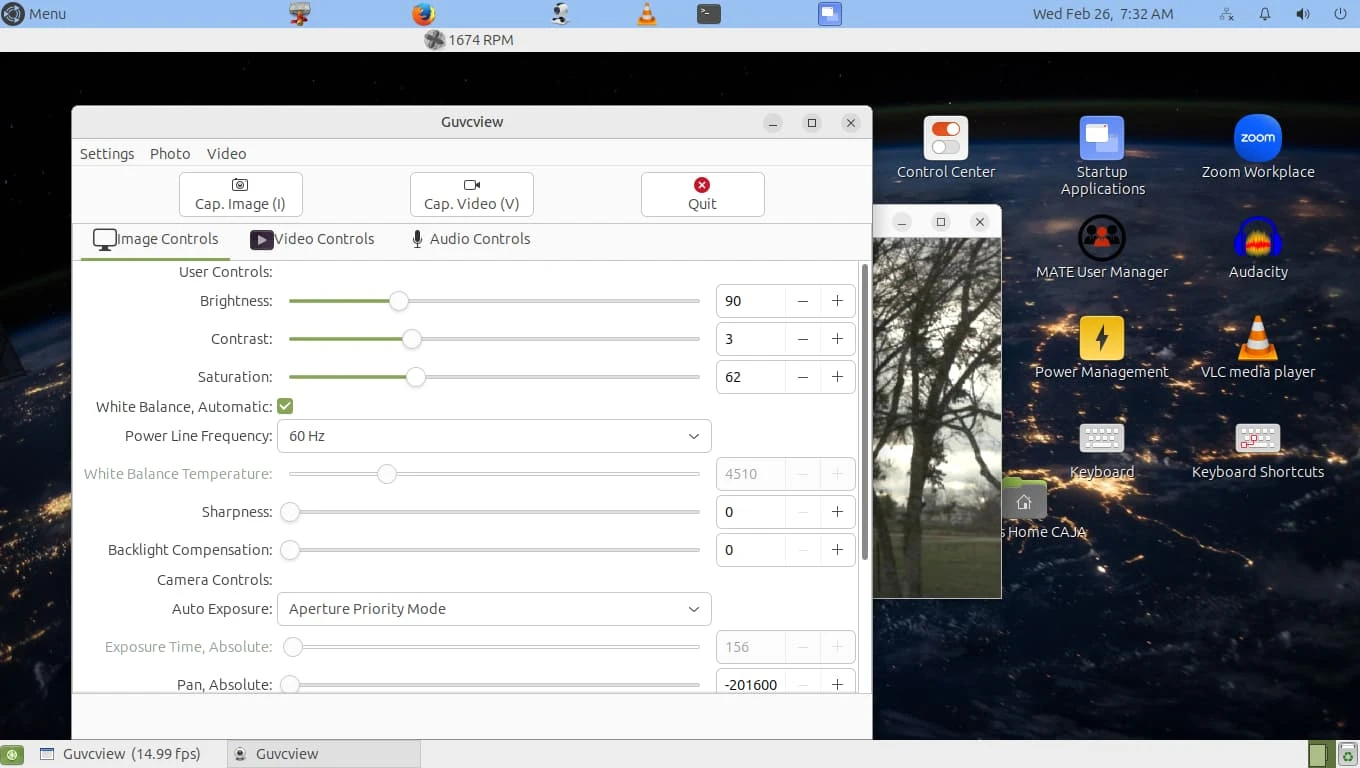 Menu
Wed Feb 26, 7:32 AM
1674 RPM
Guvcview
Settings Photo Video
Cap. Image (I) Cap. Video (V) Quit
Image Controls Video Controls Audio Controls
User Controls:
Brightness: 90
Contrast: 3
Saturation: 62
White Balance, Automatic:
Power Line Frequency: 60 Hz
White Balance Temperature: 4510
Sharpness: 0
Backlight Compensation: 0
Camera Controls:
Auto Exposure: Aperture Priority Mode
Exposure Time, Absolute: 156
Pan, Absolute: -201600
Control Center
Startup
Applications
zoom
Zoom Workplace
MATE User Manager
Audacity
Power Management
VLC media player
Keyboard
Keyboard Shortcuts
s Home CAJA
Guvcview (14.99 fps)
Guvcview